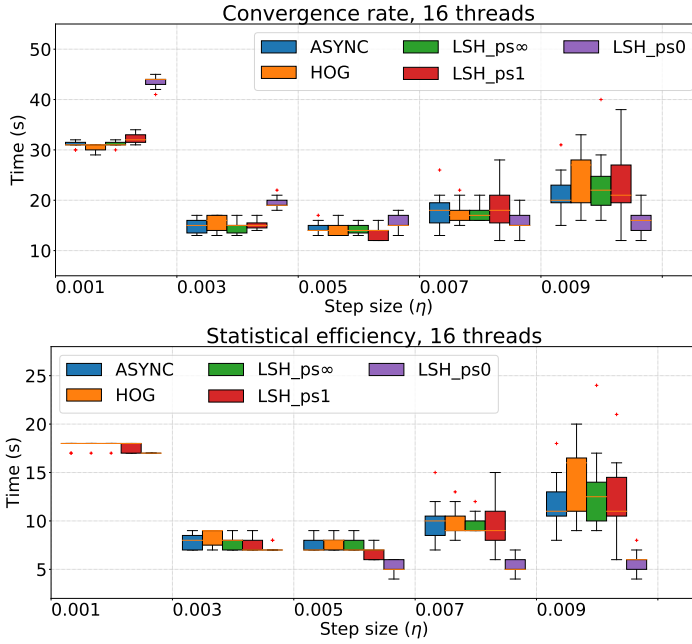 Convergence rate, 16 threads
50
40
30
20
10
Time (s)
ASYNC LSH_ps∞ LSH_ps0
HOG LSH_ps1
0.001 0.003 0.005 0.007 0.009
Step size (η)
Statistical efficiency, 16 threads
25
20
15
10
5
Time (s)
ASYNC LSH_ps∞ LSH_ps0
HOG LSH_ps1
0.001 0.003 0.005 0.007 0.009
Step size (η)